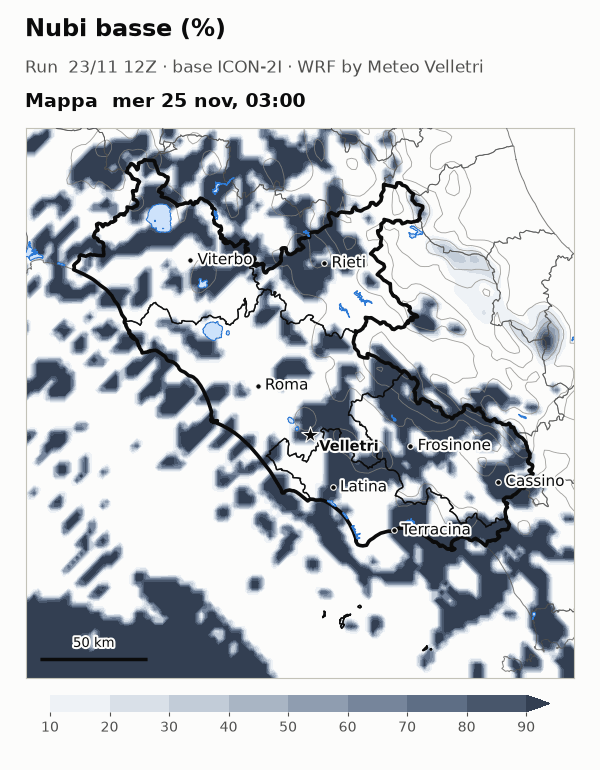 Nubi basse (%)
Run  23/11 12Z · base ICON-2I · WRF by Meteo Velletri
Mappa  mer 25 nov, 03:00
Viterbo
Rieti
Roma
Velletri
Frosinone
Latina
Cassino
Terracina
50 km
10 20 30 40 50 60 70 80 90